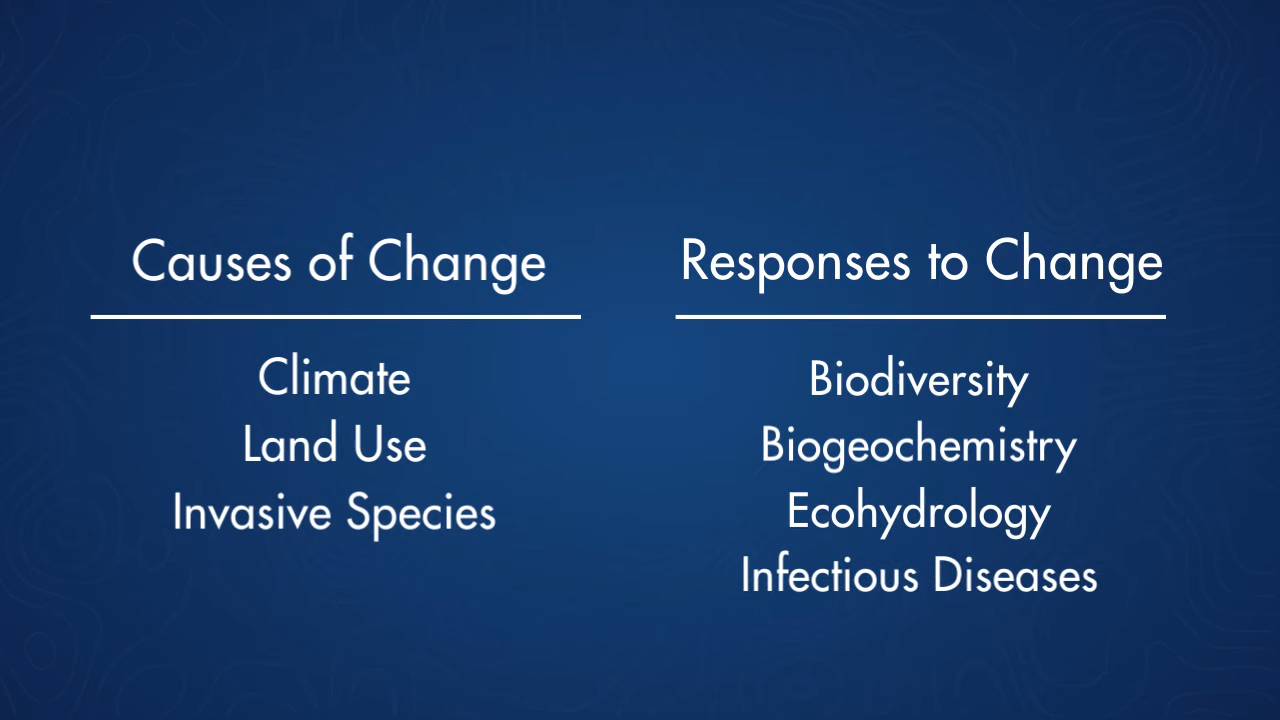 Causes of Change
Climate
Land Use
Invasive Species
Responses to Change
Biodiversity
Biogeochemistry
Ecohydrology
Infectious Diseases